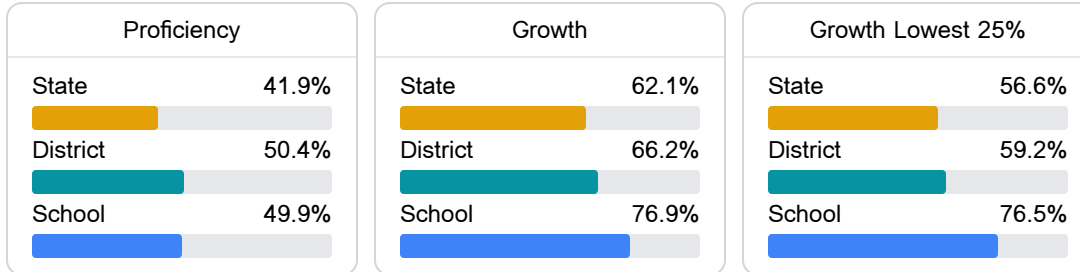 Proficiency
State 41.9%
District 50.4%
School 49.9%
Growth
State 62.1%
District 66.2%
School 76.9%
Growth Lowest 25%
State 56.6%
District 59.2%
School 76.5%